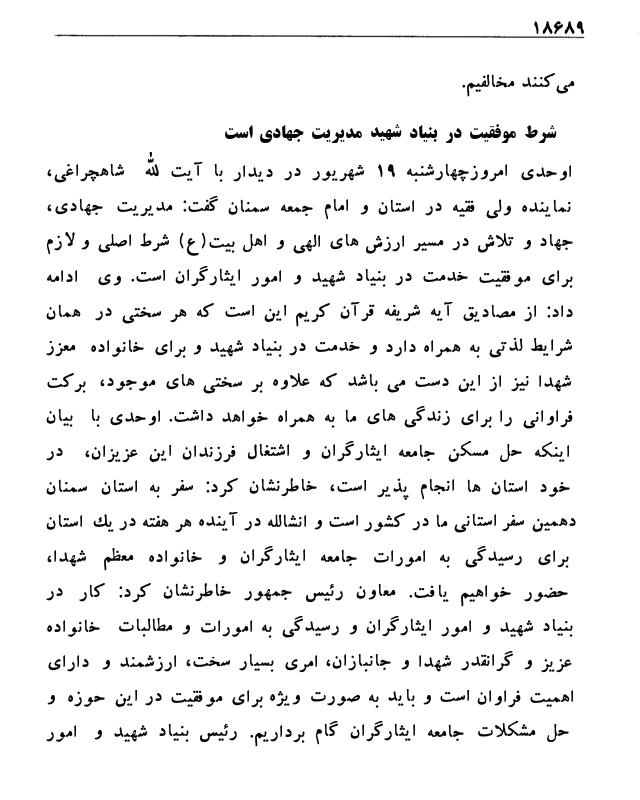 ۱۸۶۸۹
می‌کنند مخالفیم.
شرط موفقیت در بنیاد شهید مدیریت جهادی است
اوحدی امروزچهارشنبه ۱۹ شهریور در دیدار با آیت لله شاهچراغی،
نماینده ولی فقیه در استان و امام جمعه سمنان گفت: مدیریت جهادی،
جهاد و تلاش در مسیر ارزش های الهی و اهل بیت(ع) شرط اصلی و لازم
برای موفقیت خدمت در بنیاد شهید و امور ایثارگران است. وی ادامه
داد: از مصادیق آیه شریفه قرآن کریم این است که هر سختی در همان
شرایط لذتی به همراه دارد و خدمت در بنیاد شهید و برای خانواده معزز
شهدا نیز از این دست می باشد که علاوه بر سختی های موجود، برکت
فراوانی را برای زندگی های ما به همراه خواهد داشت. اوحدی با بیان
اینکه حل مسکن جامعه ایثارگران و اشتغال فرزندان این عزیزان، در
خود استان ها انجام پذیر است، خاطرنشان کرد: سفر به استان سمنان
دهمین سفر استانی ما در کشور است و انشالله در آینده هر هفته در یك استان
برای رسیدگی به امورات جامعه ایثارگران و خانواده معظم شهدا،
حضور خواهیم یافت. معاون رئیس جمهور خاطرنشان کرد: کار در
بنیاد شهید و امور ایثارگران و رسیدگی به امورات و مطالبات خانواده
عزیز و گرانقدر شهدا و جانبازان، امری بسیار سخت، ارزشمند و دارای
اهمیت فراوان است و باید به صورت ویژه برای موفقیت در این حوزه و
حل مشکلات جامعه ایثارگران گام برداریم. رئیس بنیاد شهید و امور